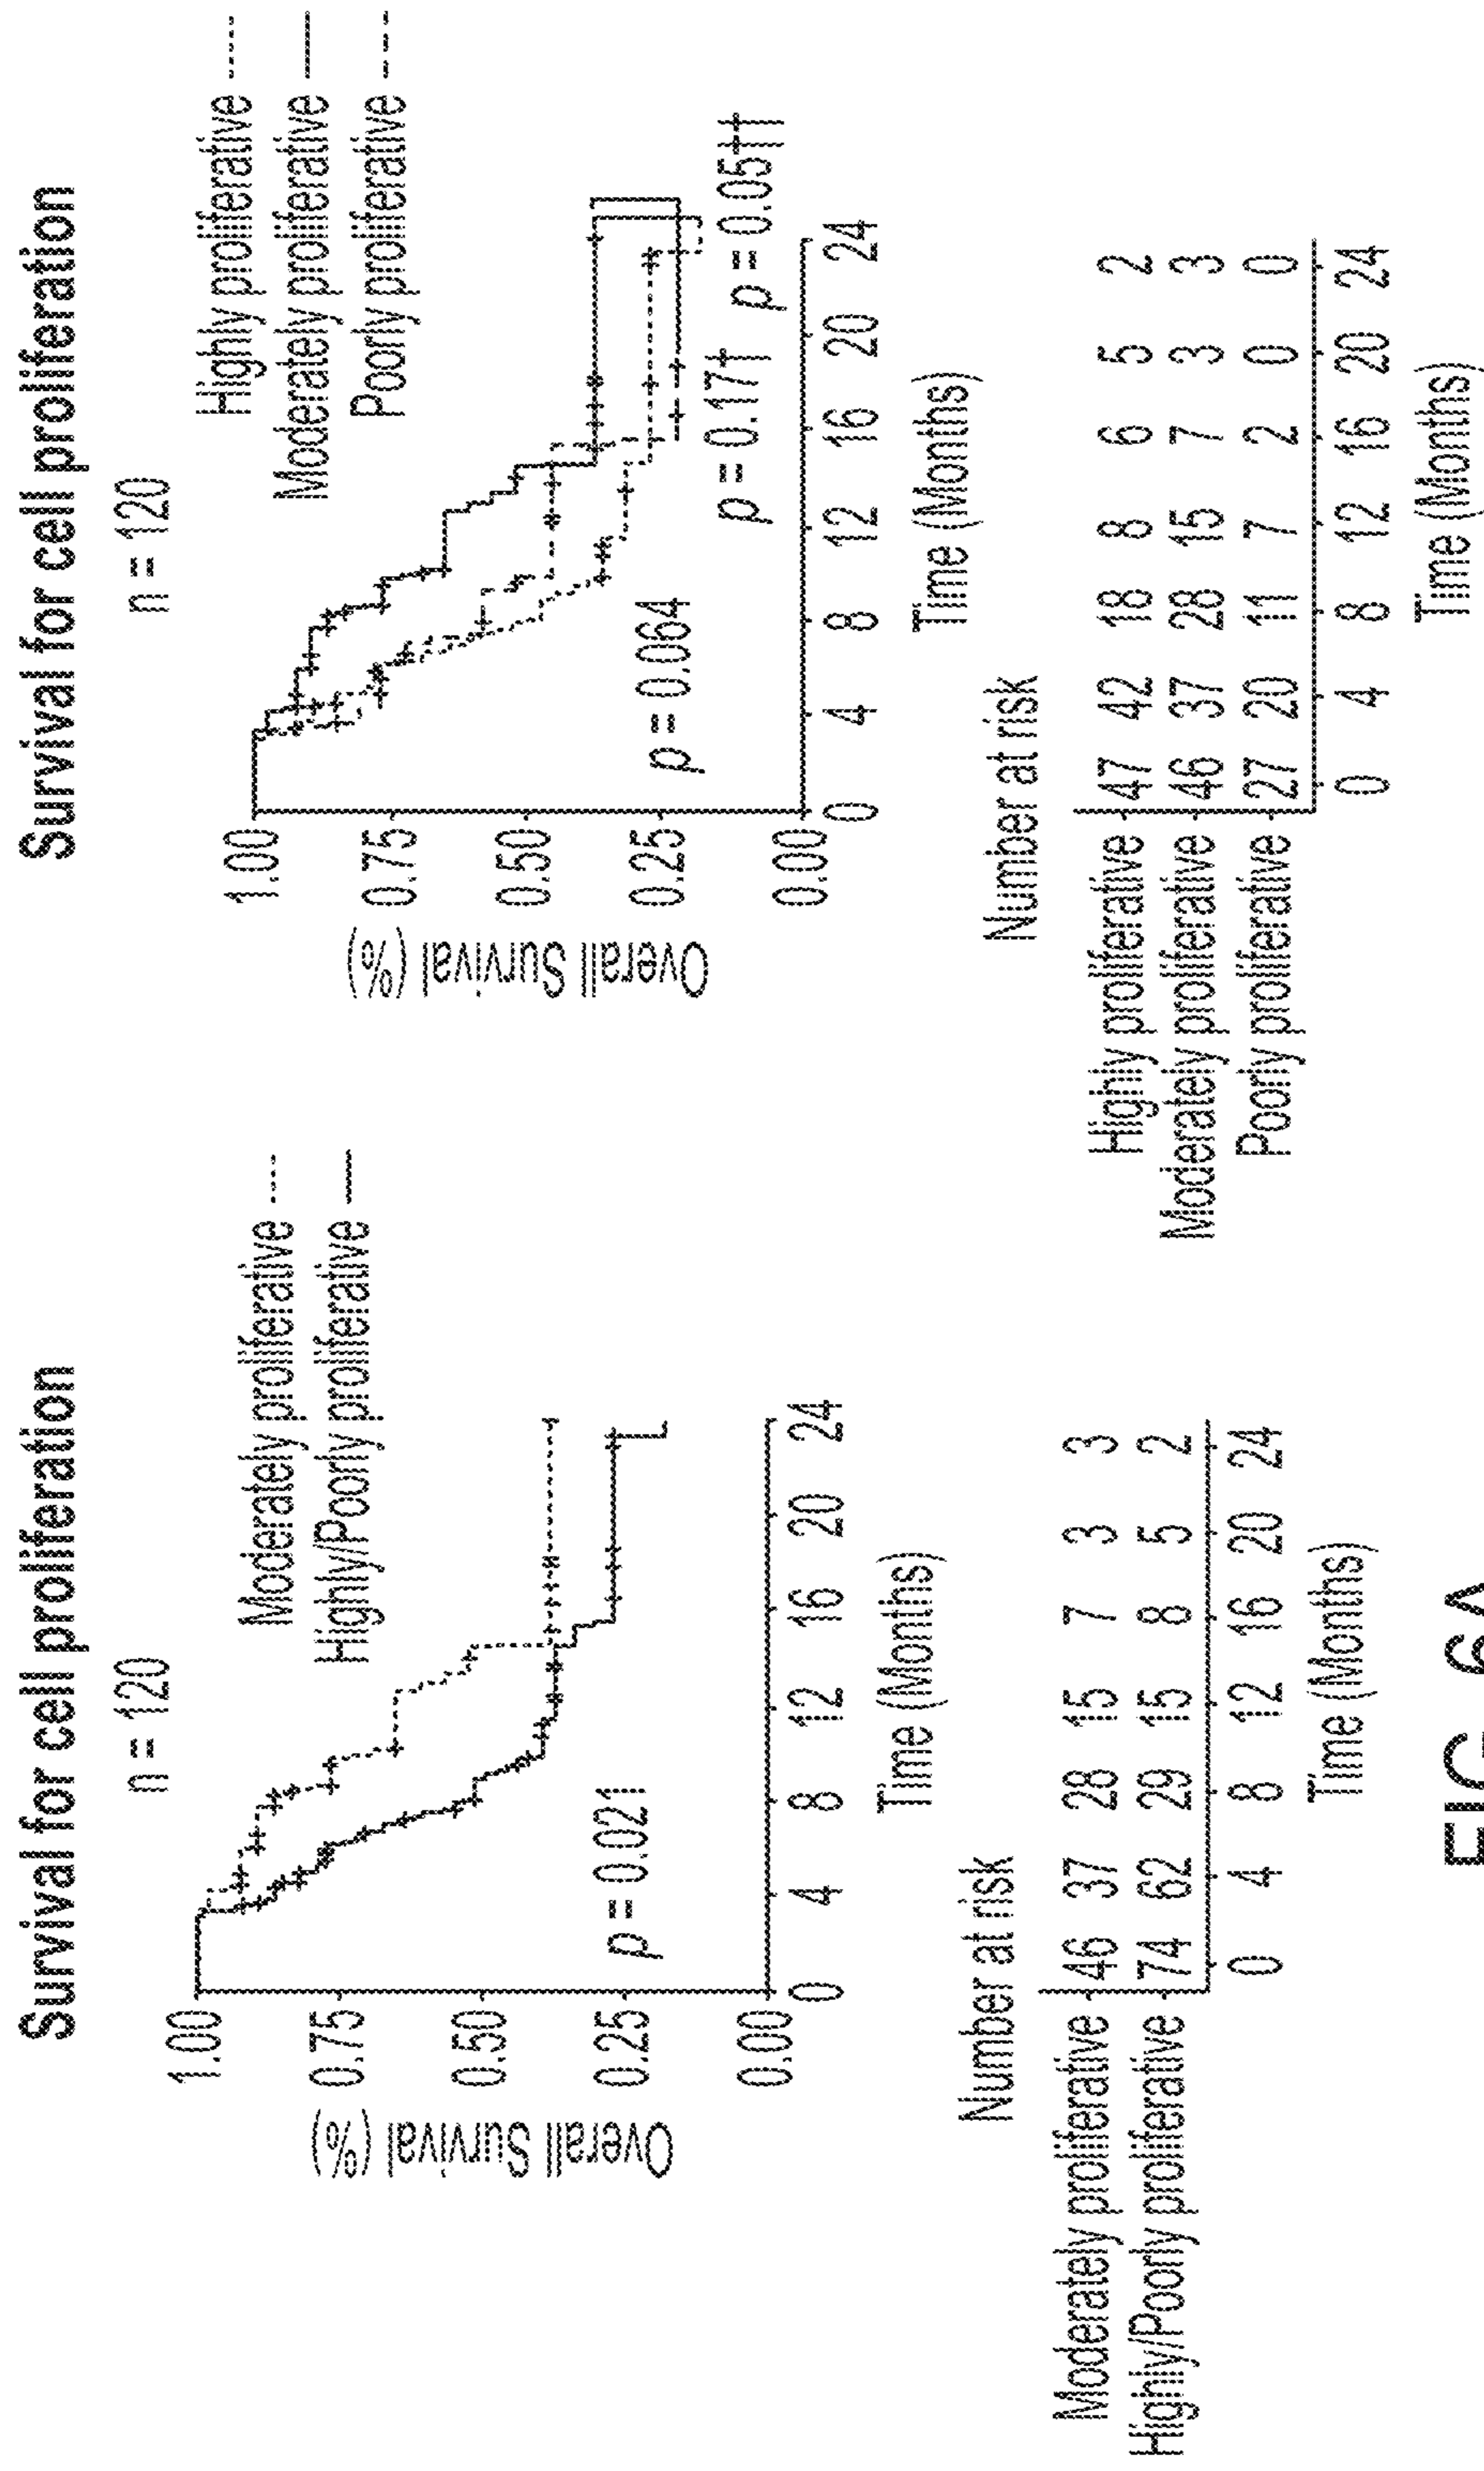 Survival for cell proliferation
n = 120
Moderately proliferative
Highly/Poorly proliferative
Overall Survival (%)
1.00
0.75
0.50
0.25
0.00
p = 0.021
0 4 8 12 16 20 24
Time (Months)
Number at risk
Moderately proliferative 46 37 28 15 7 3 3
Highly/Poorly proliferative 74 62 29 15 8 5 2
0 4 8 12 16 20 24
Time (Months)
Survival for cell proliferation
n = 120
Highly proliferative
Moderately proliferative
Poorly proliferative
Overall Survival (%)
1.00
0.75
0.50
0.25
0.00
p = 0.064
p = 0.17†
p = 0.05††
0 4 8 12 16 20 24
Time (Months)
Number at risk
Highly proliferative 47 42 18 8 6 5 2
Moderately proliferative 46 37 28 15 7 3 3
Poorly proliferative 27 20 11 7 2 0 0
0 4 8 12 16 20 24
Time (Months)
FIG. 6A